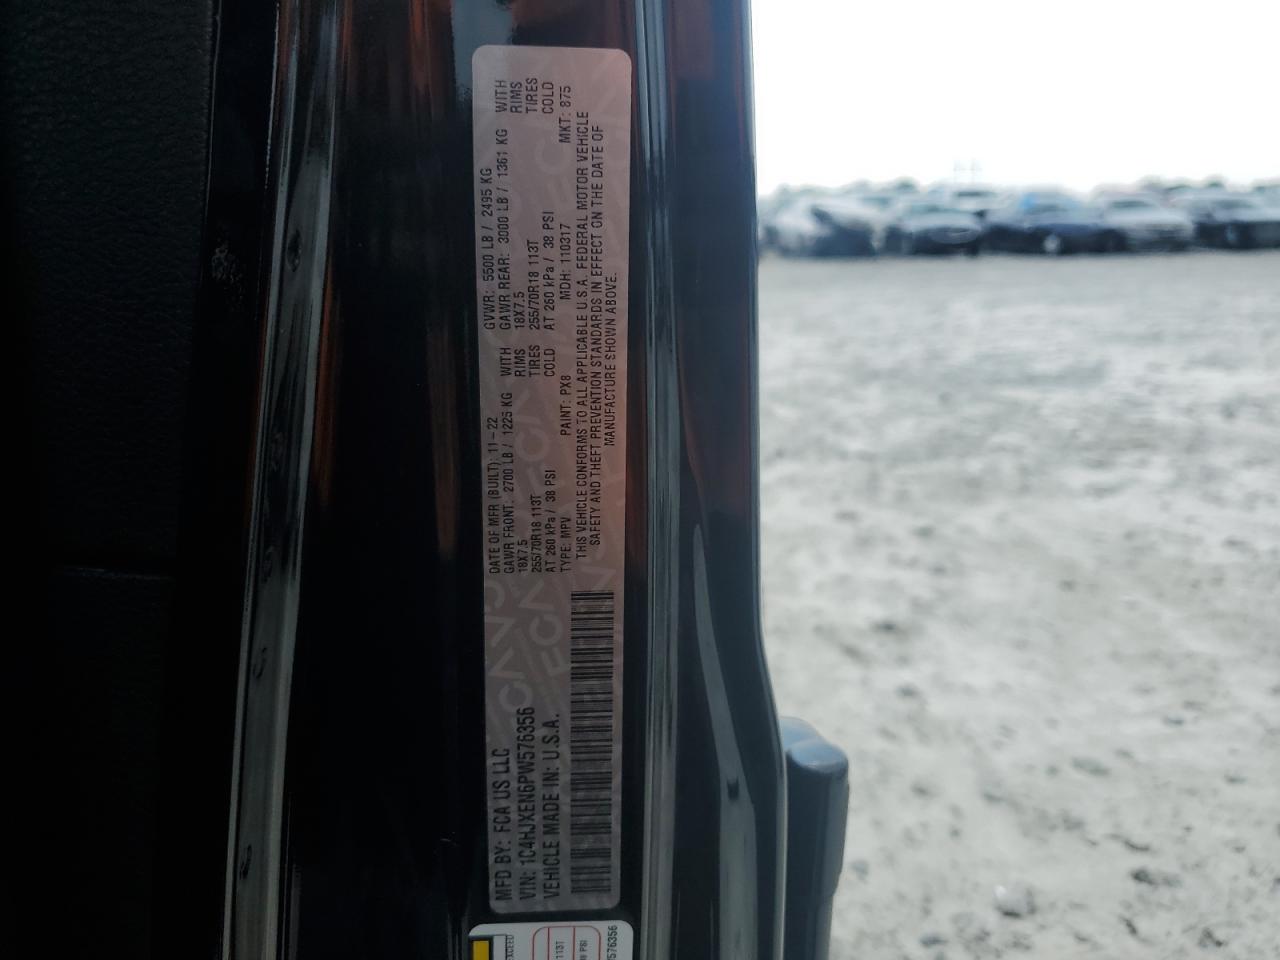 MFD BY: FCA US LLC
VIN: 1C4HJXEN6PW576356
VEHICLE MADE IN: U.S.A.
DATE OF MFR (BUILT): 11-22 GVWR: 5500 LB / 2495 KG
GAWR FRONT: 2700 LB / 1225 KG WITH GAWR REAR: 3000 LB / 1361 KG WITH
18X7.5 RIMS 18X7.5 RIMS
255/70R18 113T TIRES 255/70R18 113T TIRES
AT 260 kPa / 38 PSI COLD AT 260 kPa / 38 PSI COLD
TYPE: MPV PAINT: PX8 MDH: 110317 MKT: 875
THIS VEHICLE CONFORMS TO ALL APPLICABLE U.S.A. FEDERAL MOTOR VEHICLE
SAFETY AND THEFT PREVENTION STANDARDS IN EFFECT ON THE DATE OF
MANUFACTURE SHOWN ABOVE.
EXCEED
113T
PSI
576356